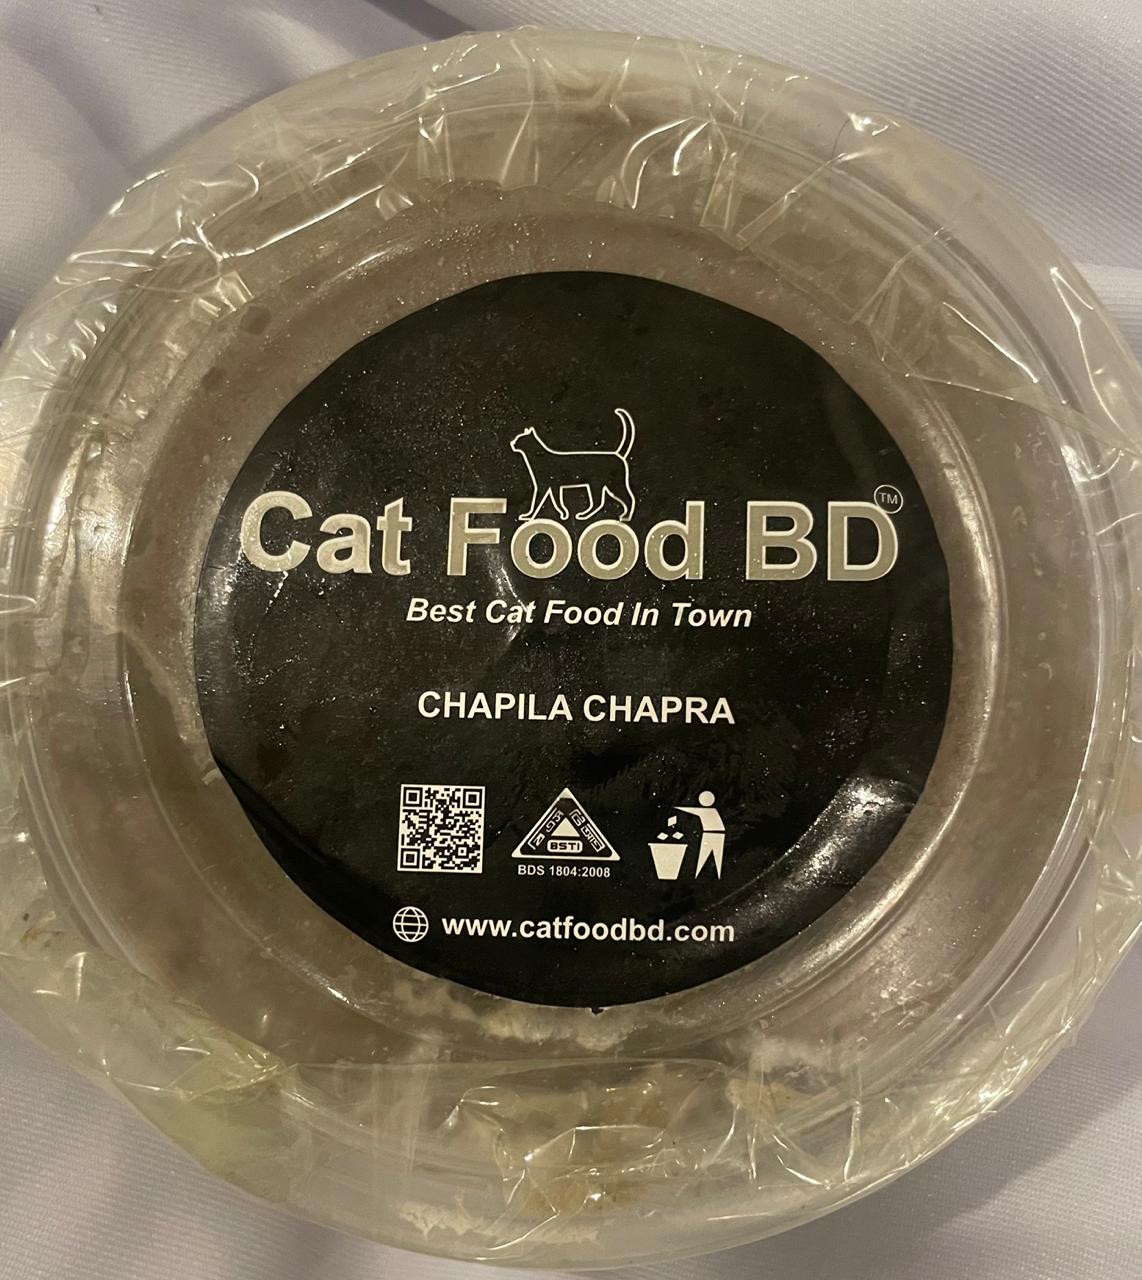 Cat Food BD™
Best Cat Food In Town
CHAPILA CHAPRA
BSTI
BDS 1804:2008
www.catfoodbd.com